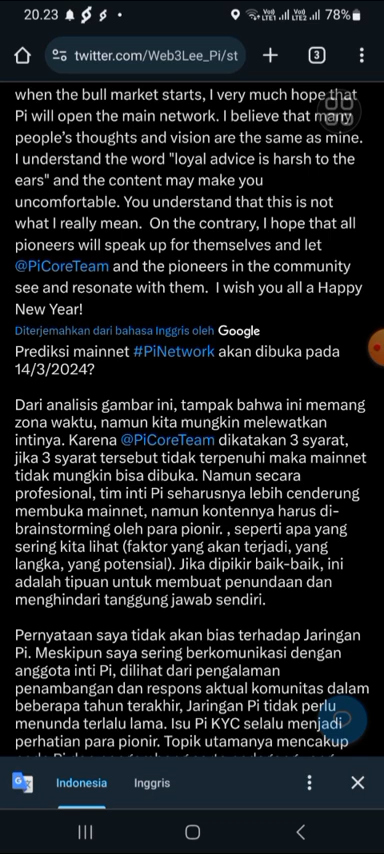 20.23
78%
twitter.com/Web3Lee_Pi/st
3
when the bull market starts, I very much hope that
Pi will open the main network. I believe that many
people's thoughts and vision are the same as mine.
I understand the word "loyal advice is harsh to the
ears" and the content may make you
uncomfortable. You understand that this is not
what I really mean.  On the contrary, I hope that all
pioneers will speak up for themselves and let
@PiCoreTeam and the pioneers in the community
see and resonate with them.  I wish you all a Happy
New Year!
Diterjemahkan dari bahasa Inggris oleh Google
Prediksi mainnet #PiNetwork akan dibuka pada
14/3/2024?
Dari analisis gambar ini, tampak bahwa ini memang
zona waktu, namun kita mungkin melewatkan
intinya. Karena @PiCoreTeam dikatakan 3 syarat,
jika 3 syarat tersebut tidak terpenuhi maka mainnet
tidak mungkin bisa dibuka. Namun secara
profesional, tim inti Pi seharusnya lebih cenderung
membuka mainnet, namun kontennya harus di-
brainstorming oleh para pionir. , seperti apa yang
sering kita lihat (faktor yang akan terjadi, yang
langka, yang potensial). Jika dipikir baik-baik, ini
adalah tipuan untuk membuat penundaan dan
menghindari tanggung jawab sendiri.
Pernyataan saya tidak akan bias terhadap Jaringan
Pi. Meskipun saya sering berkomunikasi dengan
anggota inti Pi, dilihat dari pengalaman
penambangan dan respons aktual komunitas dalam
beberapa tahun terakhir, Jaringan Pi tidak perlu
menunda terlalu lama. Isu Pi KYC selalu menjadi
perhatian para pionir. Topik utamanya mencakup
Indonesia
Inggris